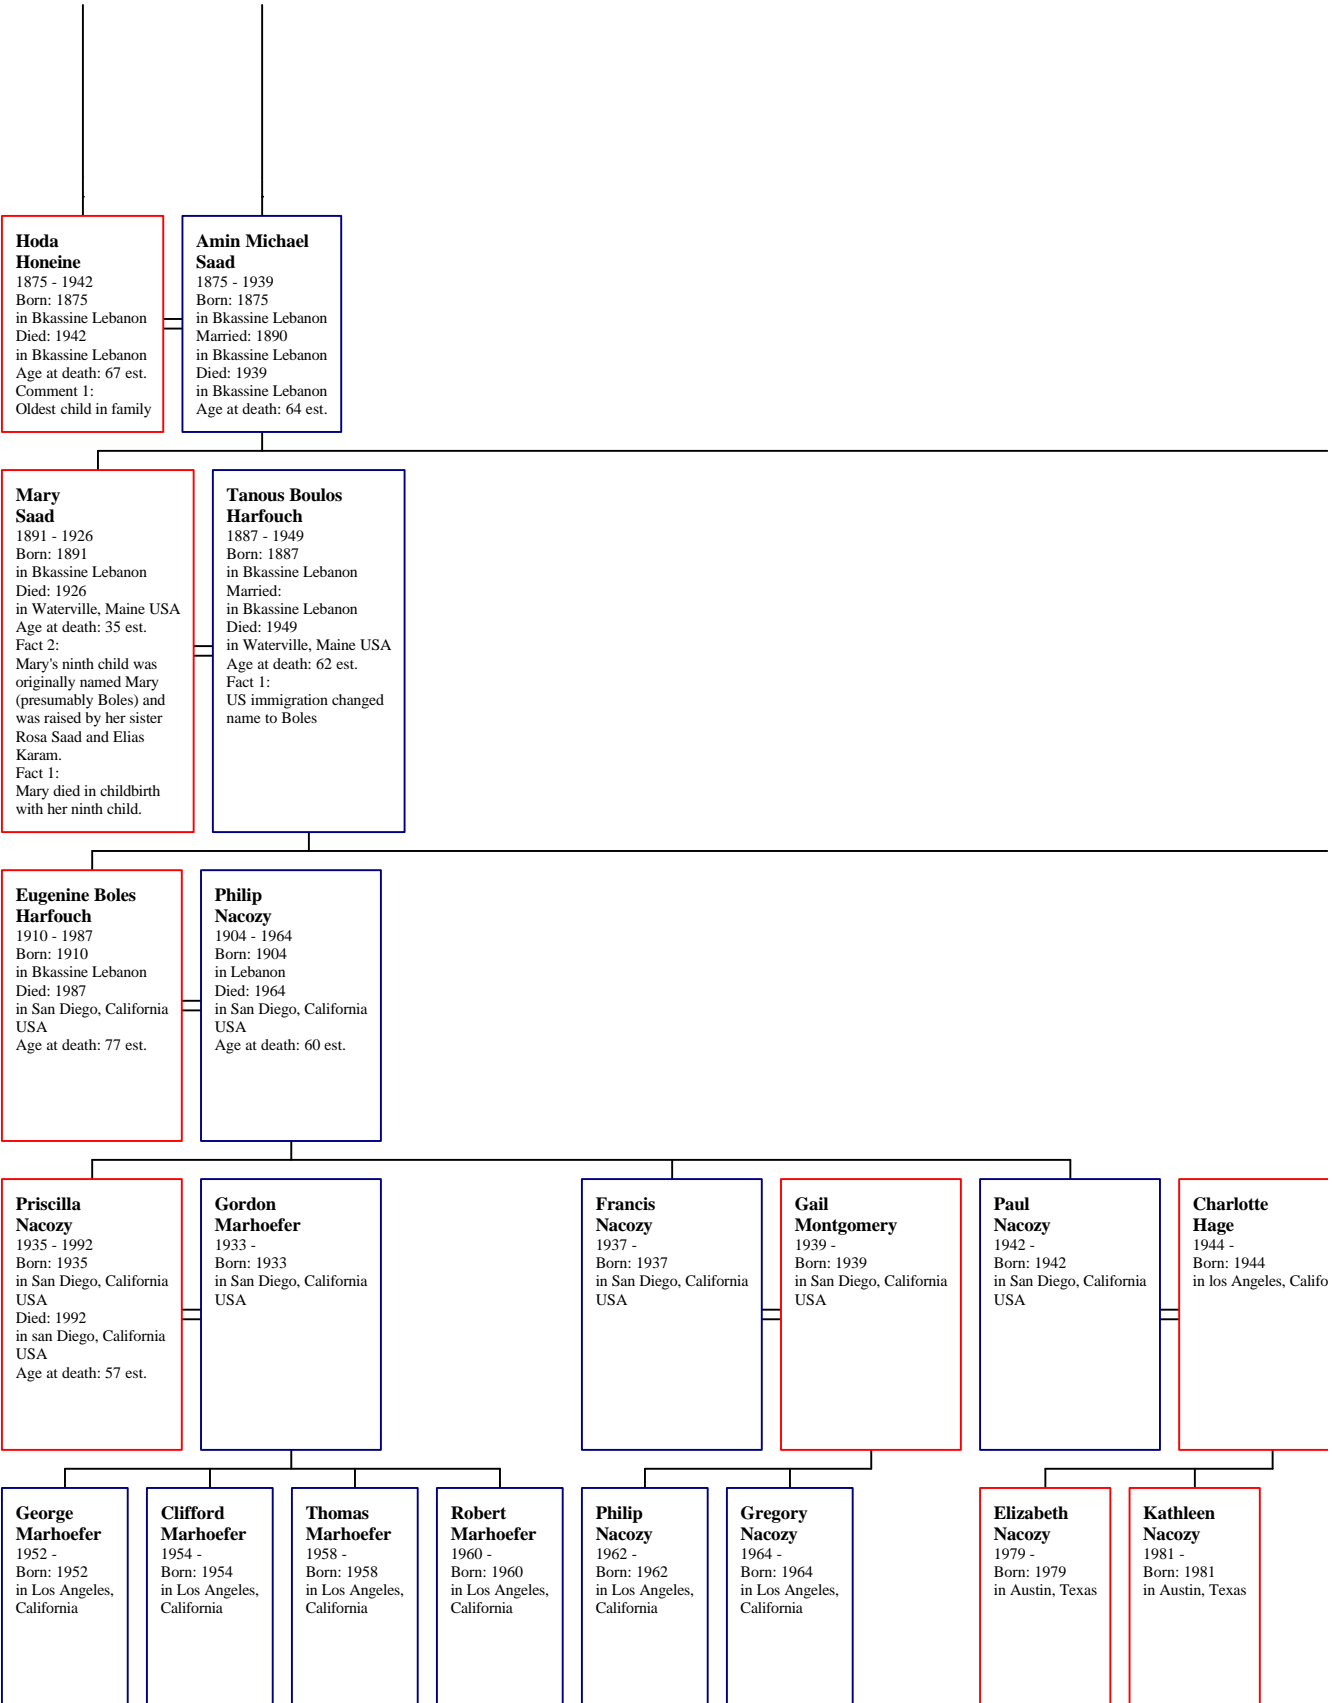 Hoda
Honeine
1875 - 1942
Born: 1875
in Bkassine Lebanon
Died: 1942
in Bkassine Lebanon
Age at death: 67 est.
Comment 1:
Oldest child in family
Amin Michael
Saad
1875 - 1939
Born: 1875
in Bkassine Lebanon
Married: 1890
in Bkassine Lebanon
Died: 1939
in Bkassine Lebanon
Age at death: 64 est.
Mary
Saad
1891 - 1926
Born: 1891
in Bkassine Lebanon
Died: 1926
in Waterville, Maine USA
Age at death: 35 est.
Fact 2:
Mary's ninth child was
originally named Mary
(presumably Boles) and
was raised by her sister
Rosa Saad and Elias
Karam.
Fact 1:
Mary died in childbirth
with her ninth child.
Tanous Boulos
Harfouch
1887 - 1949
Born: 1887
in Bkassine Lebanon
Married:
in Bkassine Lebanon
Died: 1949
in Waterville, Maine USA
Age at death: 62 est.
Fact 1:
US immigration changed
name to Boles
Eugenine Boles
Harfouch
1910 - 1987
Born: 1910
in Bkassine Lebanon
Died: 1987
in San Diego, California
USA
Age at death: 77 est.
Philip
Nacozy
1904 - 1964
Born: 1904
in Lebanon
Died: 1964
in San Diego, California
USA
Age at death: 60 est.
Priscilla
Nacozy
1935 - 1992
Born: 1935
in San Diego, California
USA
Died: 1992
in san Diego, California
USA
Age at death: 57 est.
Gordon
Marhoefer
1933 -
Born: 1933
in San Diego, California
USA
Francis
Nacozy
1937 -
Born: 1937
in San Diego, California
USA
Gail
Montgomery
1939 -
Born: 1939
in San Diego, California
USA
Paul
Nacozy
1942 -
Born: 1942
in San Diego, California
USA
Charlotte
Hage
1944 -
Born: 1944
in los Angeles, Califo
George
Marhoefer
1952 -
Born: 1952
in Los Angeles,
California
Clifford
Marhoefer
1954 -
Born: 1954
in Los Angeles,
California
Thomas
Marhoefer
1958 -
Born: 1958
in Los Angeles,
California
Robert
Marhoefer
1960 -
Born: 1960
in Los Angeles,
California
Philip
Nacozy
1962 -
Born: 1962
in Los Angeles,
California
Gregory
Nacozy
1964 -
Born: 1964
in Los Angeles,
California
Elizabeth
Nacozy
1979 -
Born: 1979
in Austin, Texas
Kathleen
Nacozy
1981 -
Born: 1981
in Austin, Texas